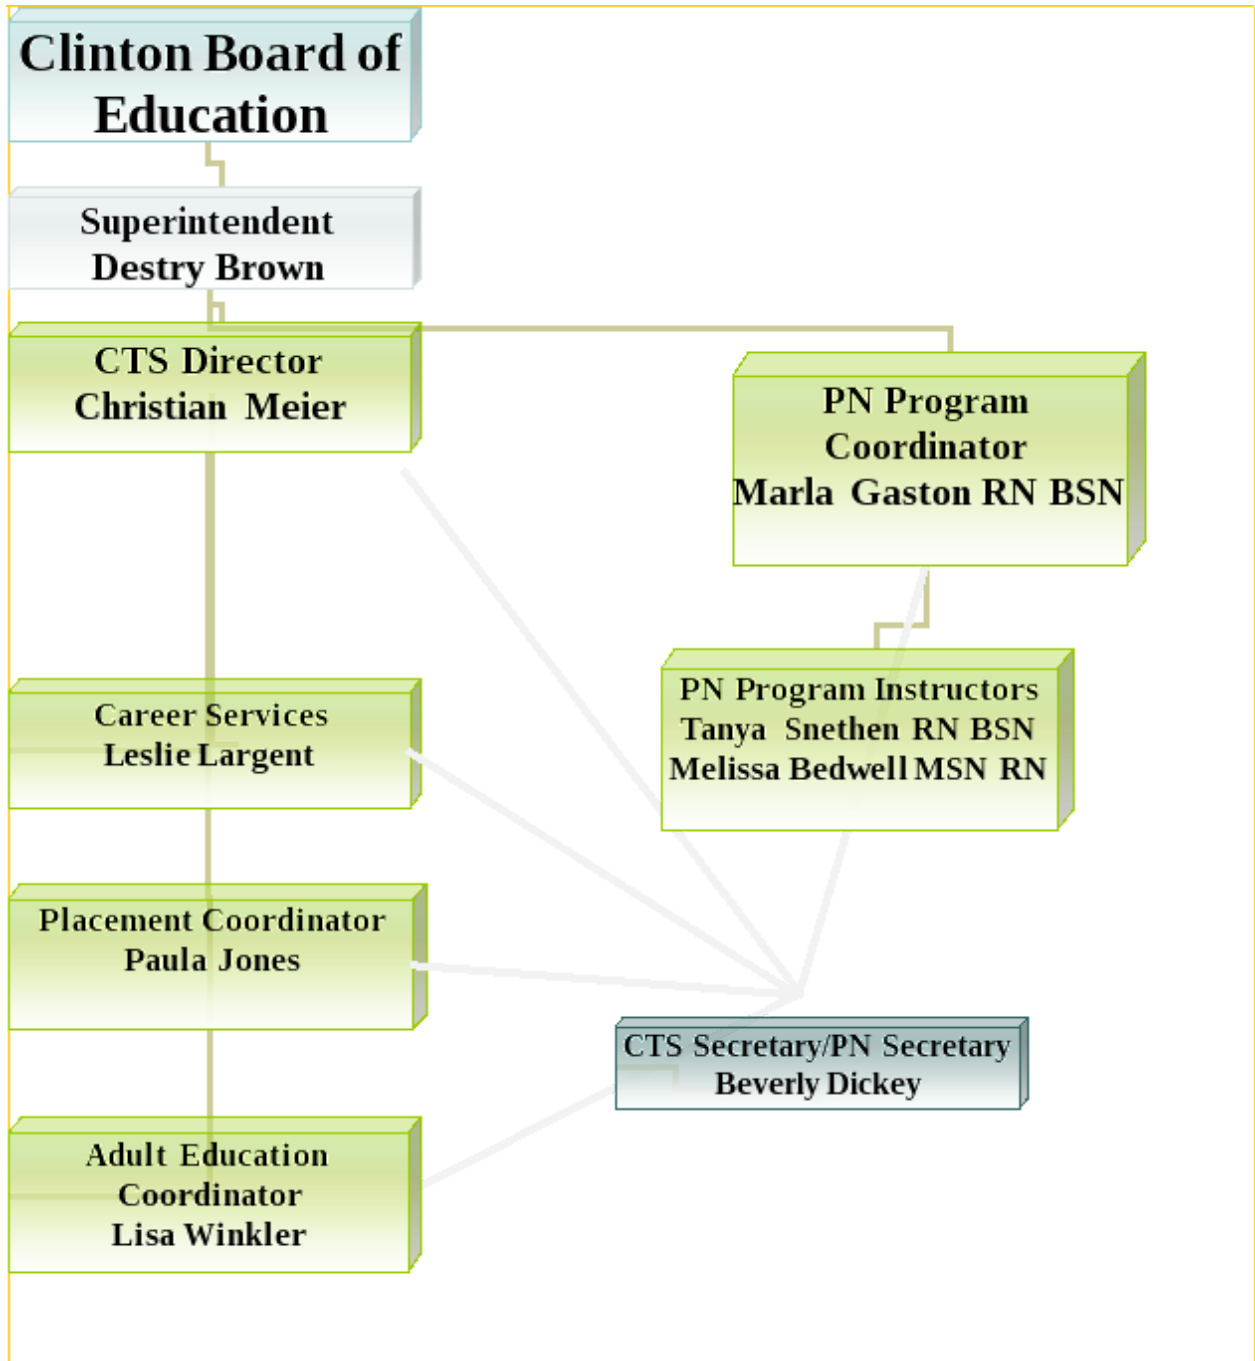 Clinton Board of
Education
Superintendent
Destry Brown
CTS Director
Christian Meier
PN Program
Coordinator
Marla Gaston RN BSN
PN Program Instructors
Tanya Snethen RN BSN
Melissa Bedwell MSN RN
Career Services
Leslie Largent
Placement Coordinator
Paula Jones
CTS Secretary/PN Secretary
Beverly Dickey
Adult Education
Coordinator
Lisa Winkler